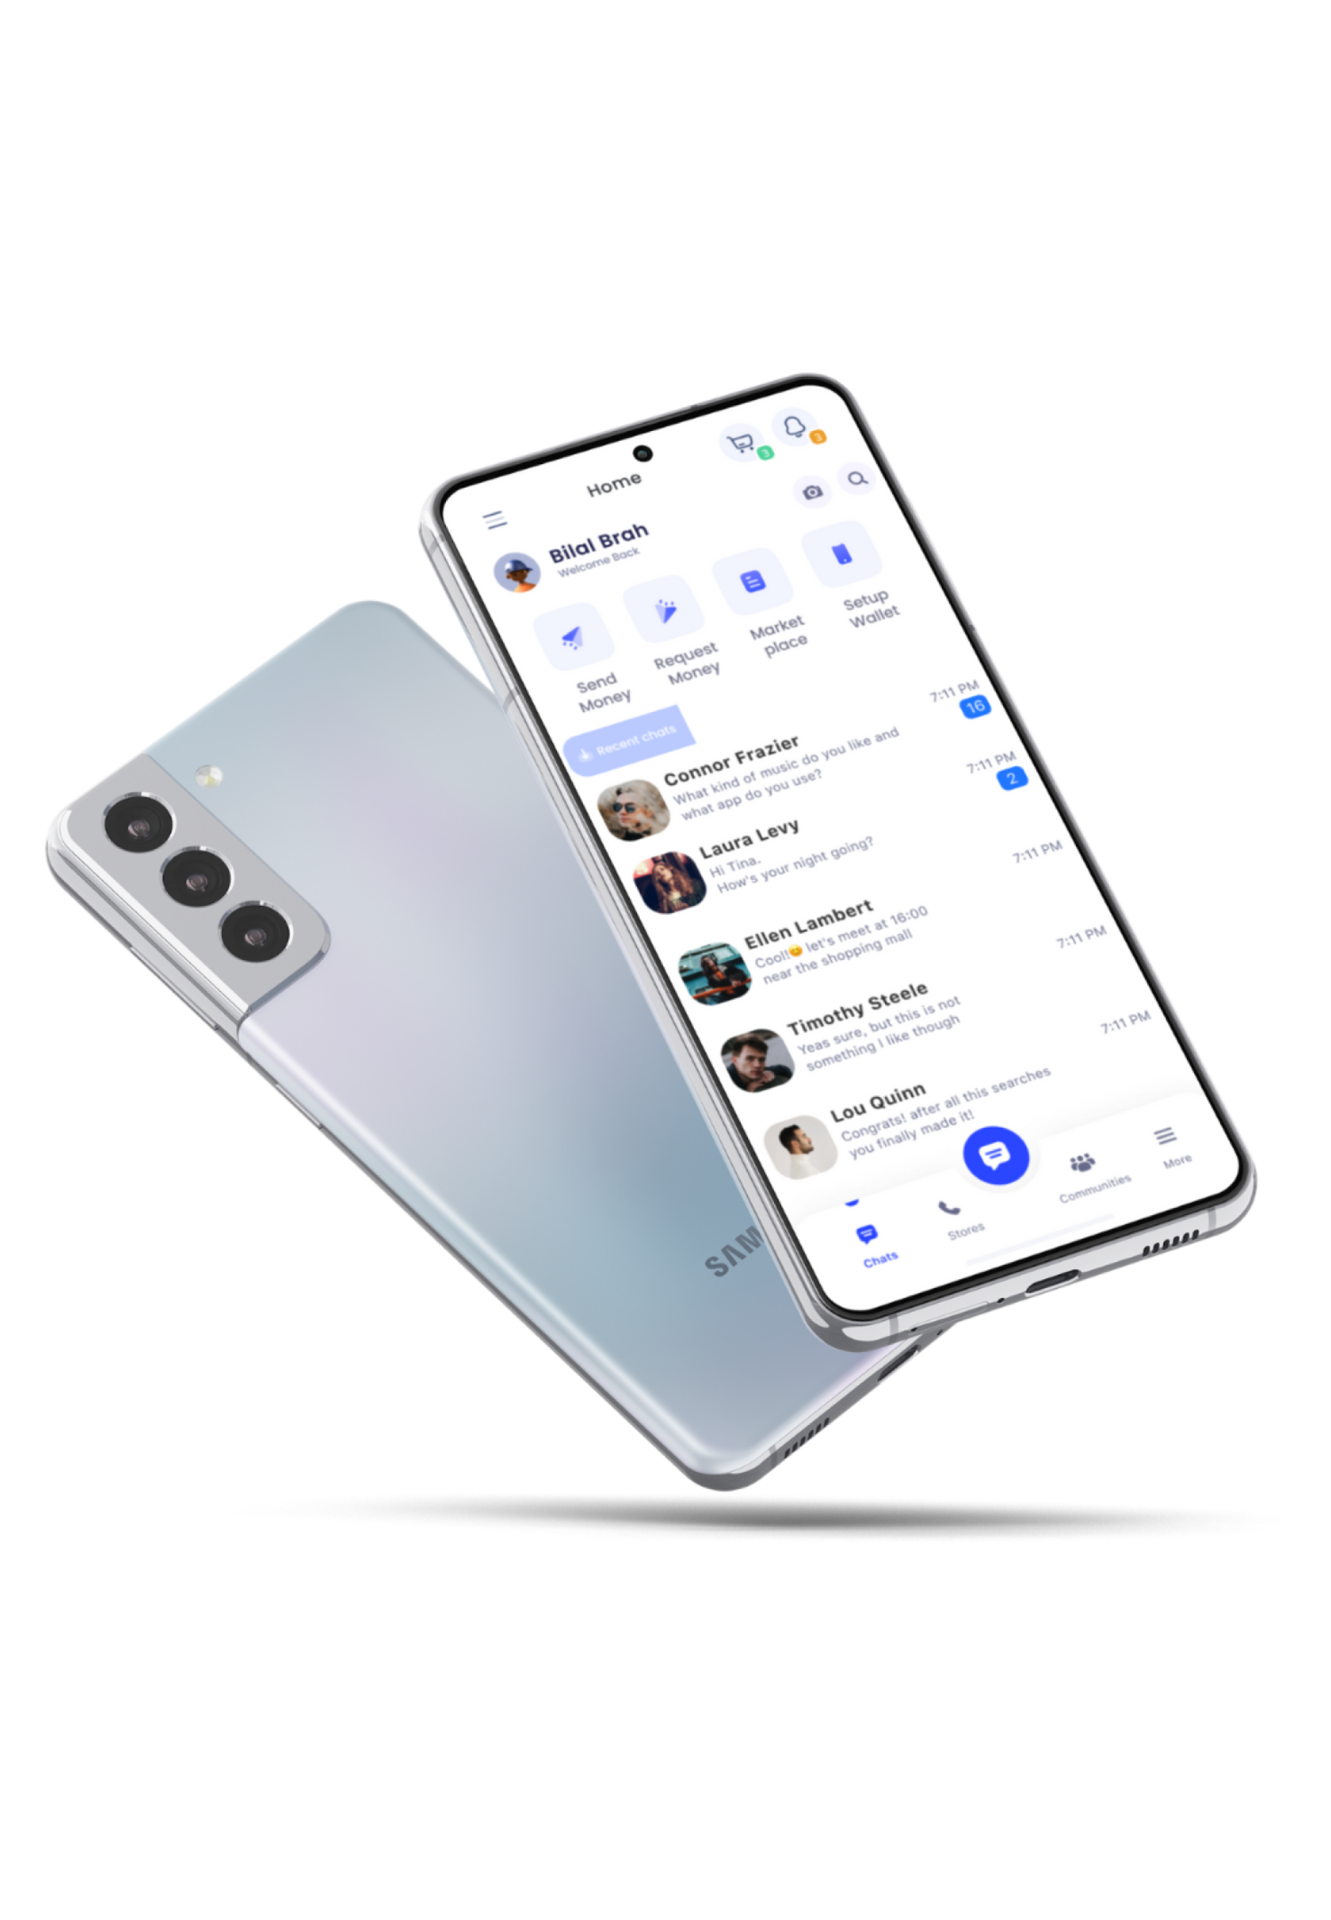 Home
3
3
Bilal Brah
Welcome Back
Send
Money
Request
Money
Market
place
Setup
Wallet
Recent chats
Connor Frazier
7:11 PM
What kind of music do you like and
16
what app do you use?
Laura Levy
7:11 PM
Hi Tina.
2
How's your night going?
Ellen Lambert
7:11 PM
Cool!😊 let's meet at 16:00
near the shopping mall
Timothy Steele
7:11 PM
Yeas sure, but this is not
something I like though
Lou Quinn
7:11 PM
Congrats! after all this searches
you finally made it!
Chats
Stores
Communities
More
SAM